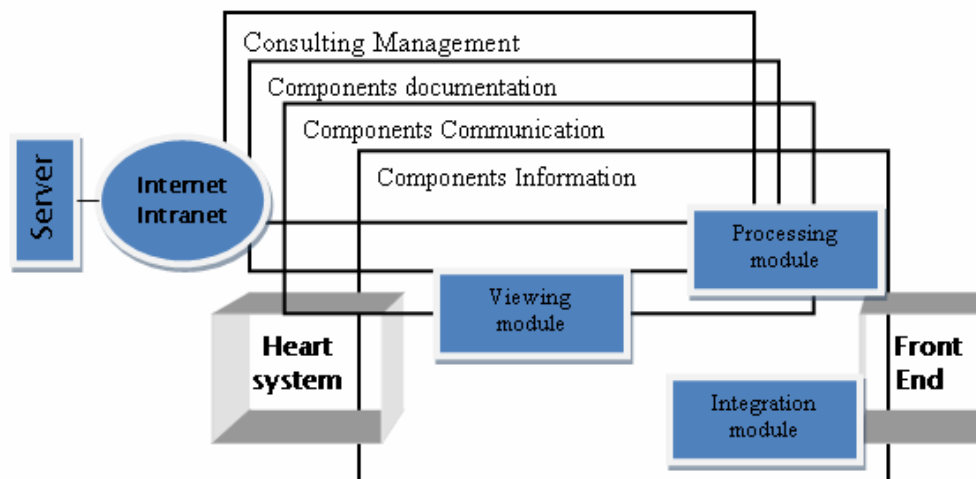 Consulting Management
Components documentation
Components Communication
Components Information
Server
Internet
Intranet
Processing
module
Viewing
module
Heart
system
Front
End
Integration
module